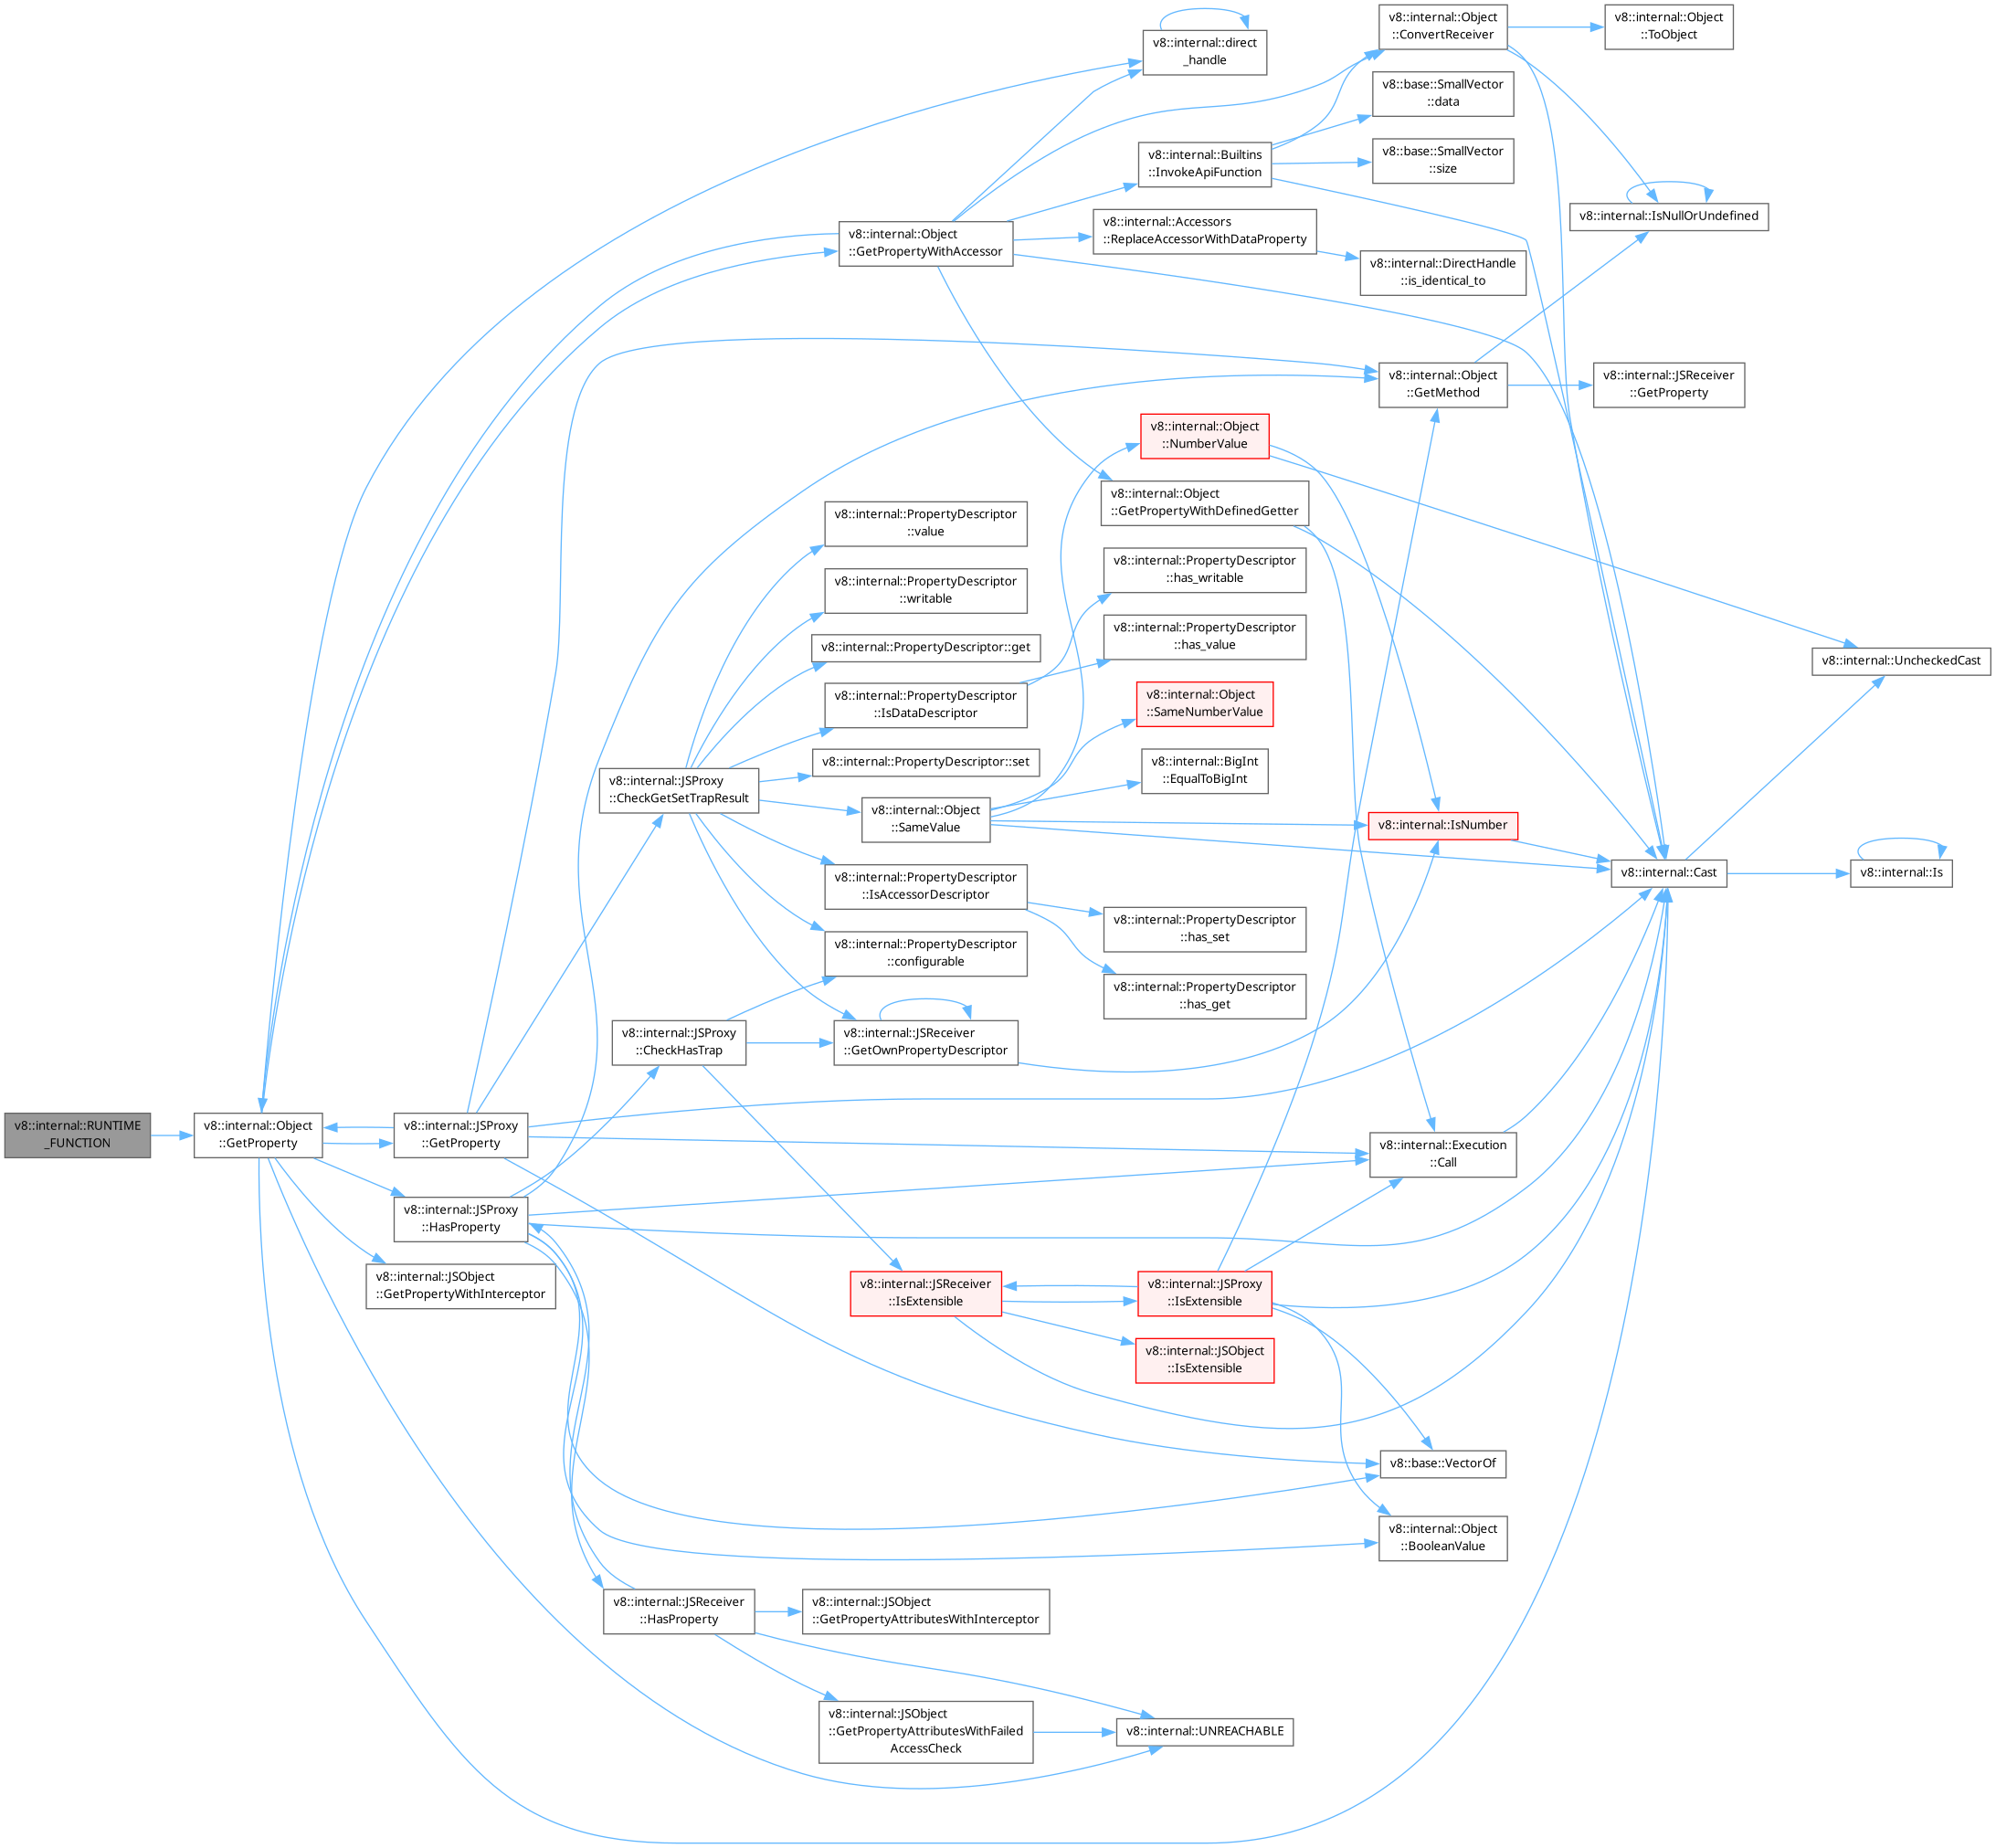 v8::internal::RUNTIME
_FUNCTION
v8::internal::Object
::GetProperty
v8::internal::JSProxy
::GetProperty
v8::internal::JSProxy
::HasProperty
v8::internal::JSObject
::GetPropertyWithInterceptor
v8::internal::JSProxy
::CheckGetSetTrapResult
v8::internal::JSProxy
::CheckHasTrap
v8::internal::JSReceiver
::HasProperty
v8::internal::Object
::GetPropertyWithAccessor
v8::internal::PropertyDescriptor
::value
v8::internal::PropertyDescriptor
::writable
v8::internal::PropertyDescriptor::get
v8::internal::PropertyDescriptor
::IsDataDescriptor
v8::internal::PropertyDescriptor::set
v8::internal::Object
::SameValue
v8::internal::PropertyDescriptor
::IsAccessorDescriptor
v8::internal::PropertyDescriptor
::configurable
v8::internal::JSReceiver
::GetOwnPropertyDescriptor
v8::internal::JSReceiver
::IsExtensible
v8::internal::JSObject
::GetPropertyAttributesWithInterceptor
v8::internal::JSObject
::GetPropertyAttributesWithFailed
AccessCheck
v8::internal::direct
_handle
v8::internal::Builtins
::InvokeApiFunction
v8::internal::Accessors
::ReplaceAccessorWithDataProperty
v8::internal::Object
::NumberValue
v8::internal::Object
::GetPropertyWithDefinedGetter
v8::internal::PropertyDescriptor
::has_writable
v8::internal::PropertyDescriptor
::has_value
v8::internal::Object
::SameNumberValue
v8::internal::BigInt
::EqualToBigInt
v8::internal::PropertyDescriptor
::has_set
v8::internal::PropertyDescriptor
::has_get
v8::internal::JSProxy
::IsExtensible
v8::internal::JSObject
::IsExtensible
v8::internal::UNREACHABLE
v8::internal::Object
::ConvertReceiver
v8::base::SmallVector
::data
v8::base::SmallVector
::size
v8::internal::DirectHandle
::is_identical_to
v8::internal::Object
::GetMethod
v8::internal::IsNumber
v8::internal::Execution
::Call
v8::base::VectorOf
v8::internal::Object
::BooleanValue
v8::internal::Object
::ToObject
v8::internal::IsNullOrUndefined
v8::internal::JSReceiver
::GetProperty
v8::internal::Cast
v8::internal::UncheckedCast
v8::internal::Is